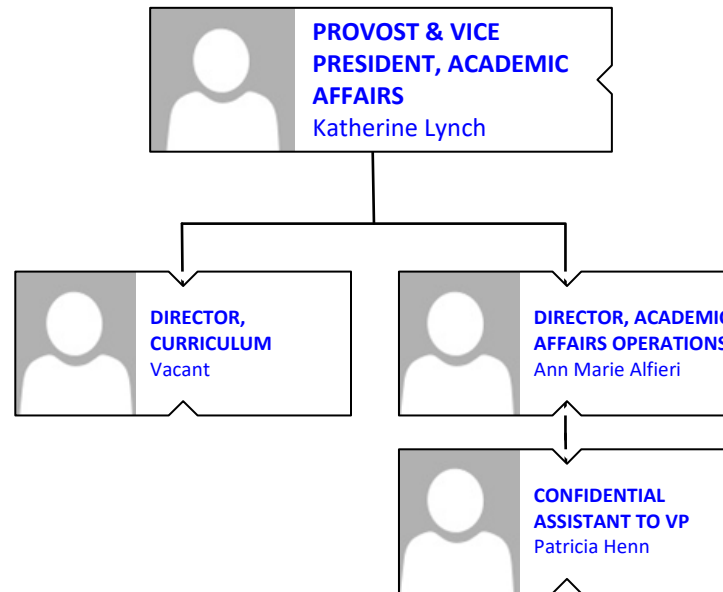 PROVOST & VICE
PRESIDENT, ACADEMIC
AFFAIRS
Katherine Lynch
DIRECTOR,
CURRICULUM
Vacant
DIRECTOR, ACADEMIC
AFFAIRS OPERATIONS
Ann Marie Alfieri
CONFIDENTIAL
ASSISTANT TO VP
Patricia Henn